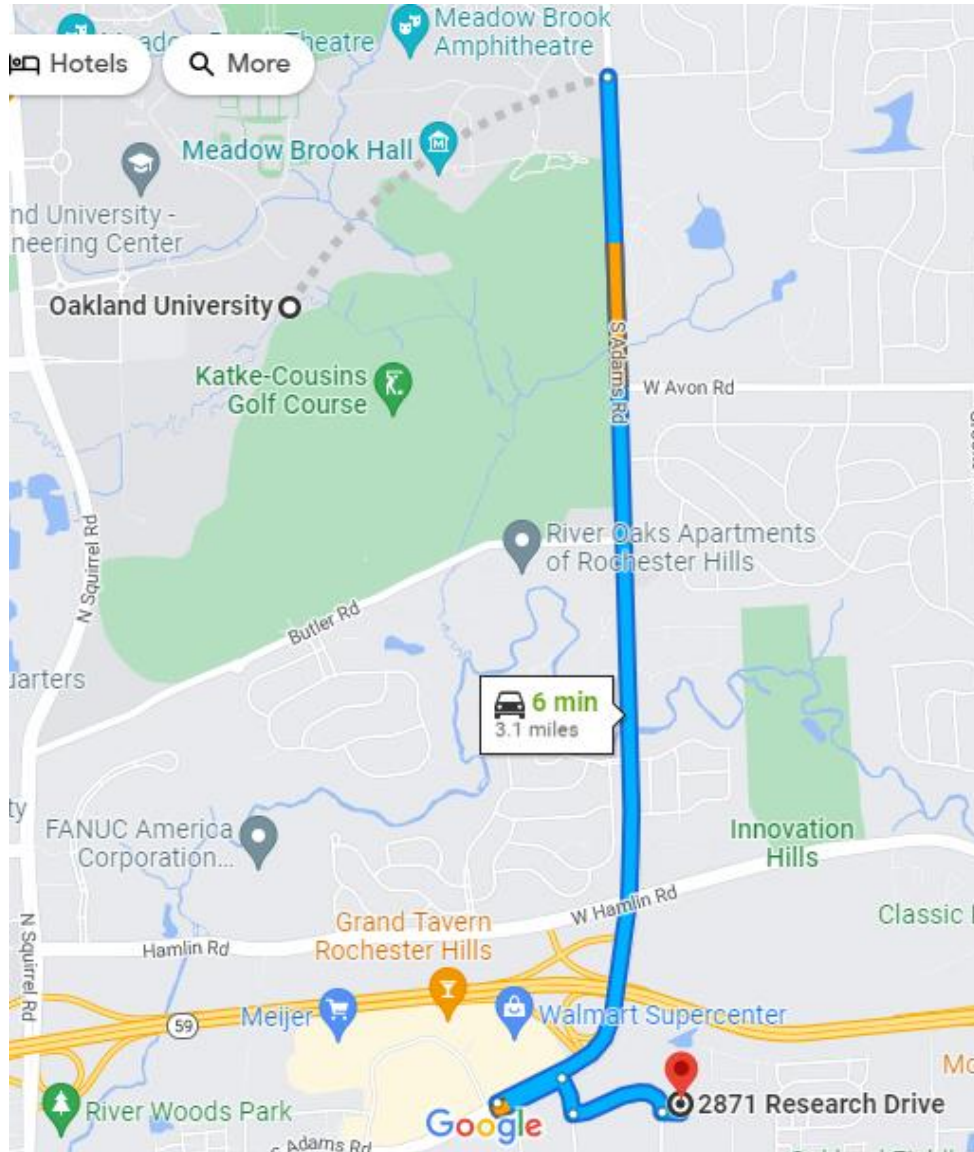 Meadow Brook
Amphitheatre
Theatre
Hotels
More
Meadow Brook Hall
nd University -
neering Center
Oakland University
S Adams Rd
Katke-Cousins
Golf Course
W Avon Rd
N Squirrel Rd
River Oaks Apartments
of Rochester Hills
Butler Rd
uarters
6 min
3.1 miles
ty
FANUC America
Corporation...
Innovation
Hills
W Hamlin Rd
Classic
Grand Tavern
Rochester Hills
Hamlin Rd
N Squirrel Rd
59
Meijer
Walmart Supercenter
Mo
River Woods Park
Google
2871 Research Drive
S Adams Rd